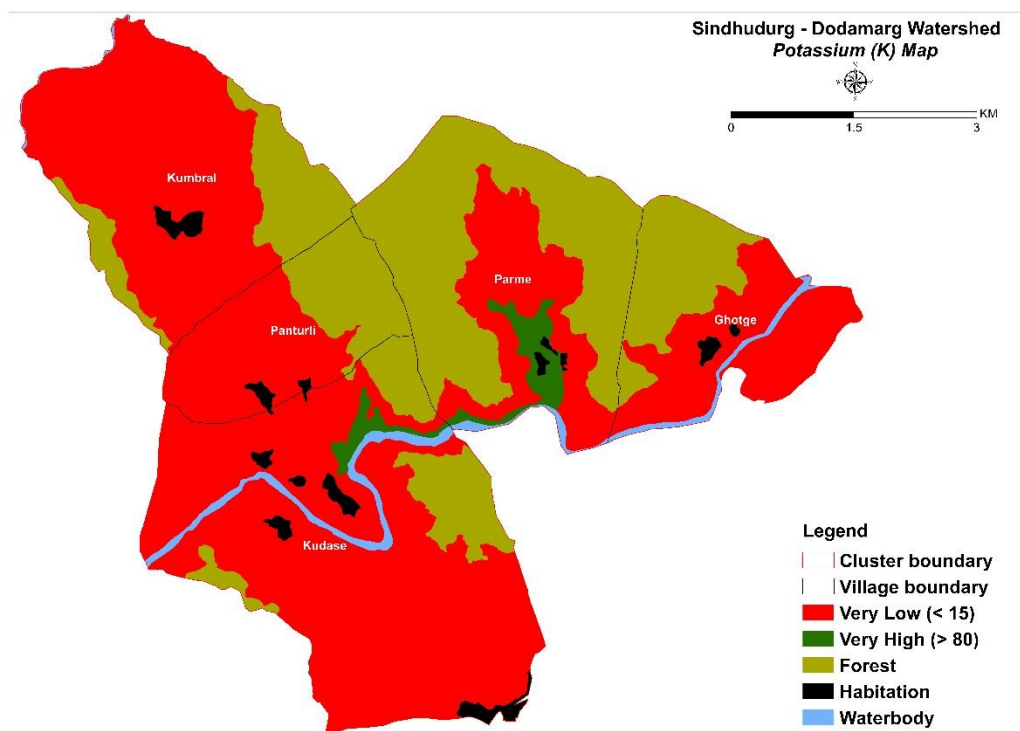 Sindhudurg - Dodamarg Watershed
Potassium (K) Map
N
W E
S
KM
0 1.5 3
Kumbral
Parme
Panturli
Ghotge
Kudase
Legend
Cluster boundary
Village boundary
Very Low (< 15)
Very High (> 80)
Forest
Habitation
Waterbody